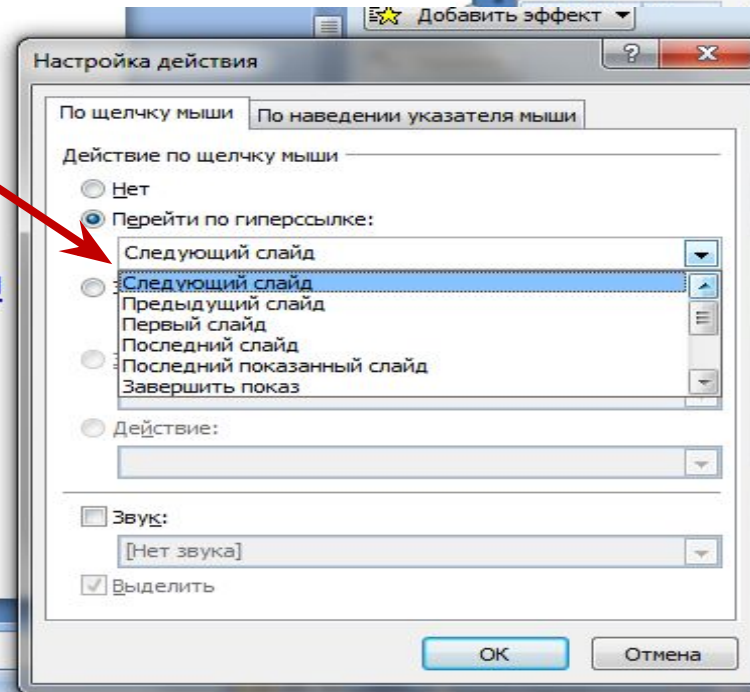 Добавить эффект
Настройка действия
По щелчку мыши
По наведении указателя мыши
Действие по щелчку мыши
Нет
Перейти по гиперссылке:
Следующий слайд
Следующий слайд
Предыдущий слайд
Первый слайд
Последний слайд
Последний показанный слайд
Завершить показ
Действие:
Звук:
[Нет звука]
Выделить
ОК
Отмена